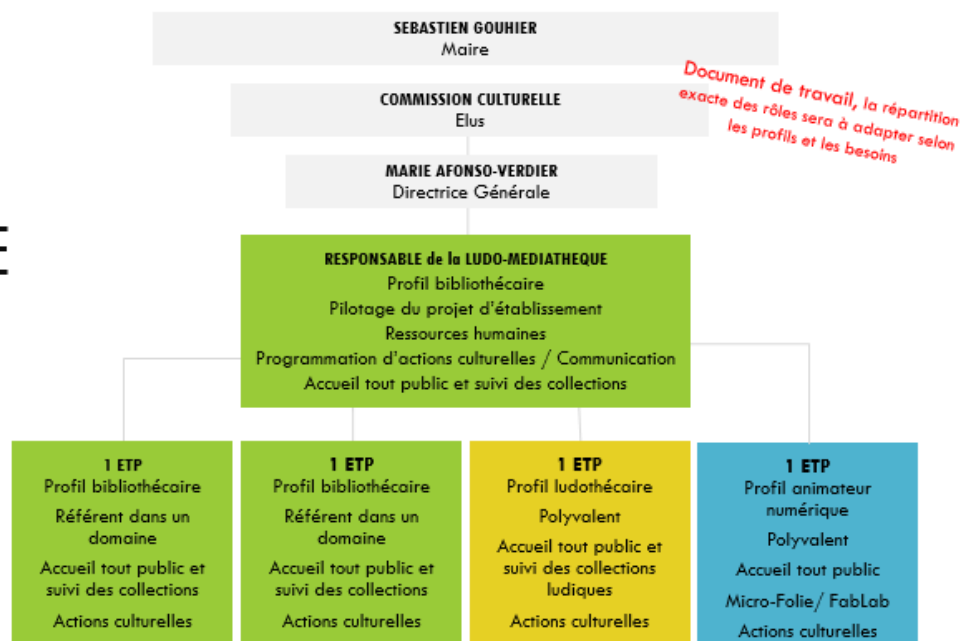 SEBASTIEN GOUHIER
Maire
COMMISSION CULTURELLE
Elus
Document de travail, la répartition
exacte des rôles sera à adapter selon
les profils et les besoins
MARIE AFONSO-VERDIER
Directrice Générale
E
RESPONSABLE de la LUDO-MEDIATHEQUE
Profil bibliothécaire
Pilotage du projet d'établissement
Ressources humaines
Programmation d'actions culturelles / Communication
Accueil tout public et suivi des collections
1 ETP
Profil bibliothécaire
Référent dans un
domaine
Accueil tout public et
suivi des collections
Actions culturelles
1 ETP
Profil bibliothécaire
Référent dans un
domaine
Accueil tout public et
suivi des collections
Actions culturelles
1 ETP
Profil ludothécaire
Polyvalent
Accueil tout public et
suivi des collections
ludiques
Actions culturelles
1 ETP
Profil animateur
numérique
Polyvalent
Accueil tout public
Micro-Folie/ FabLab
Actions culturelles